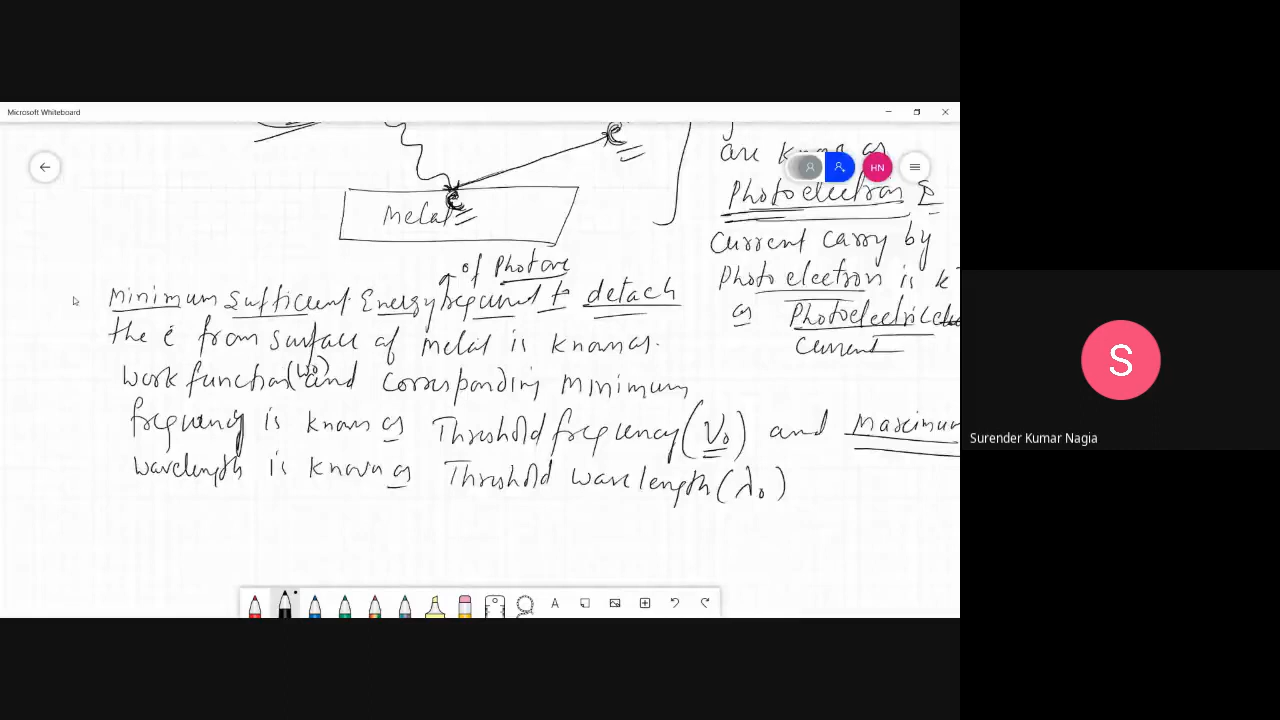 Microsoft Whiteboard
are known as
HN
Photoelectron &
Current carry by
Photoelectron is k
as Photoelectric
current
e
e
Metal
of Photon
Minimum Sufficient Energy required to detach
the e from surface of Metal is known as
work function (W0) and corresponding minimum
frequency is known as Threshold frequency (ν0) and maximum
wavelength is known as Threshold wavelength (λ0)
A
S
Surender Kumar Nagia